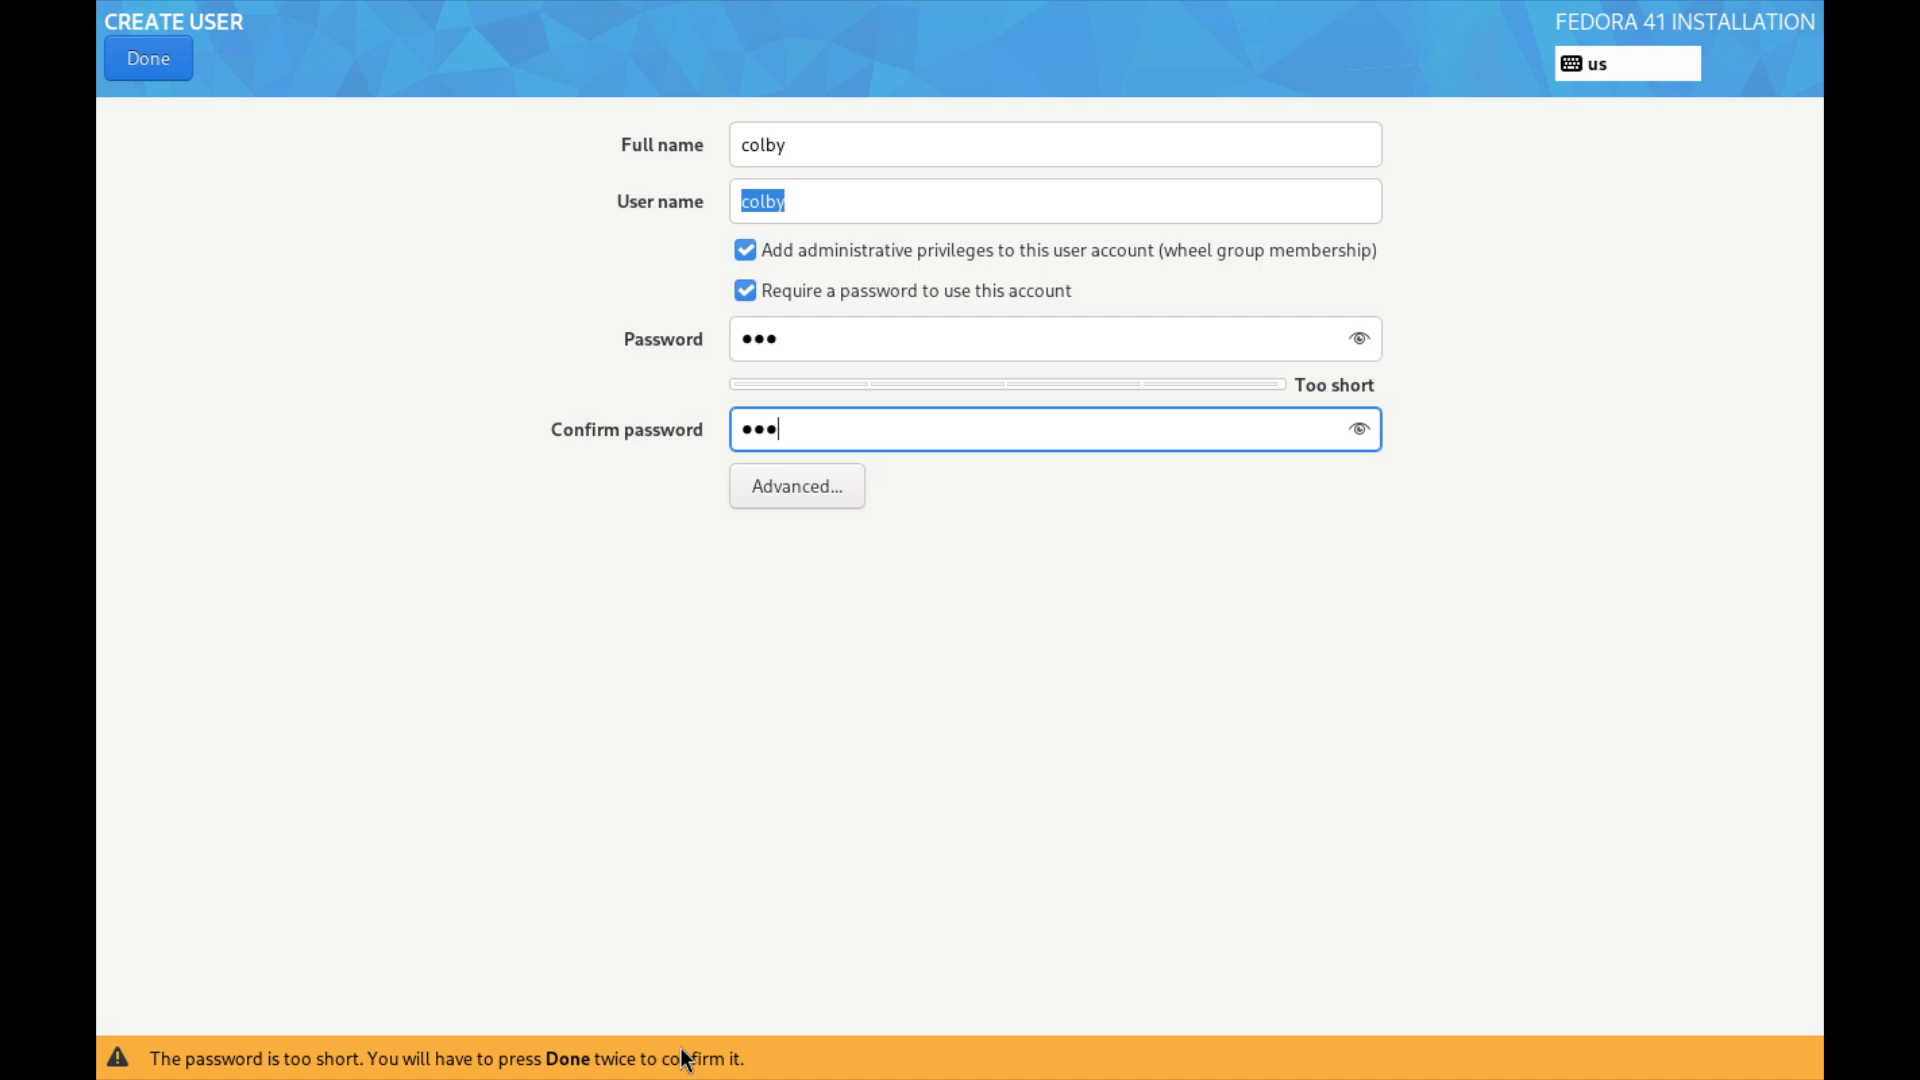 CREATE USER
FEDORA 41 INSTALLATION
Done
us
Full name
colby
User name
colby
Add administrative privileges to this user account (wheel group membership)
Require a password to use this account
Password
•••
Too short
Confirm password
•••
Advanced...
The password is too short. You will have to press Done twice to confirm it.